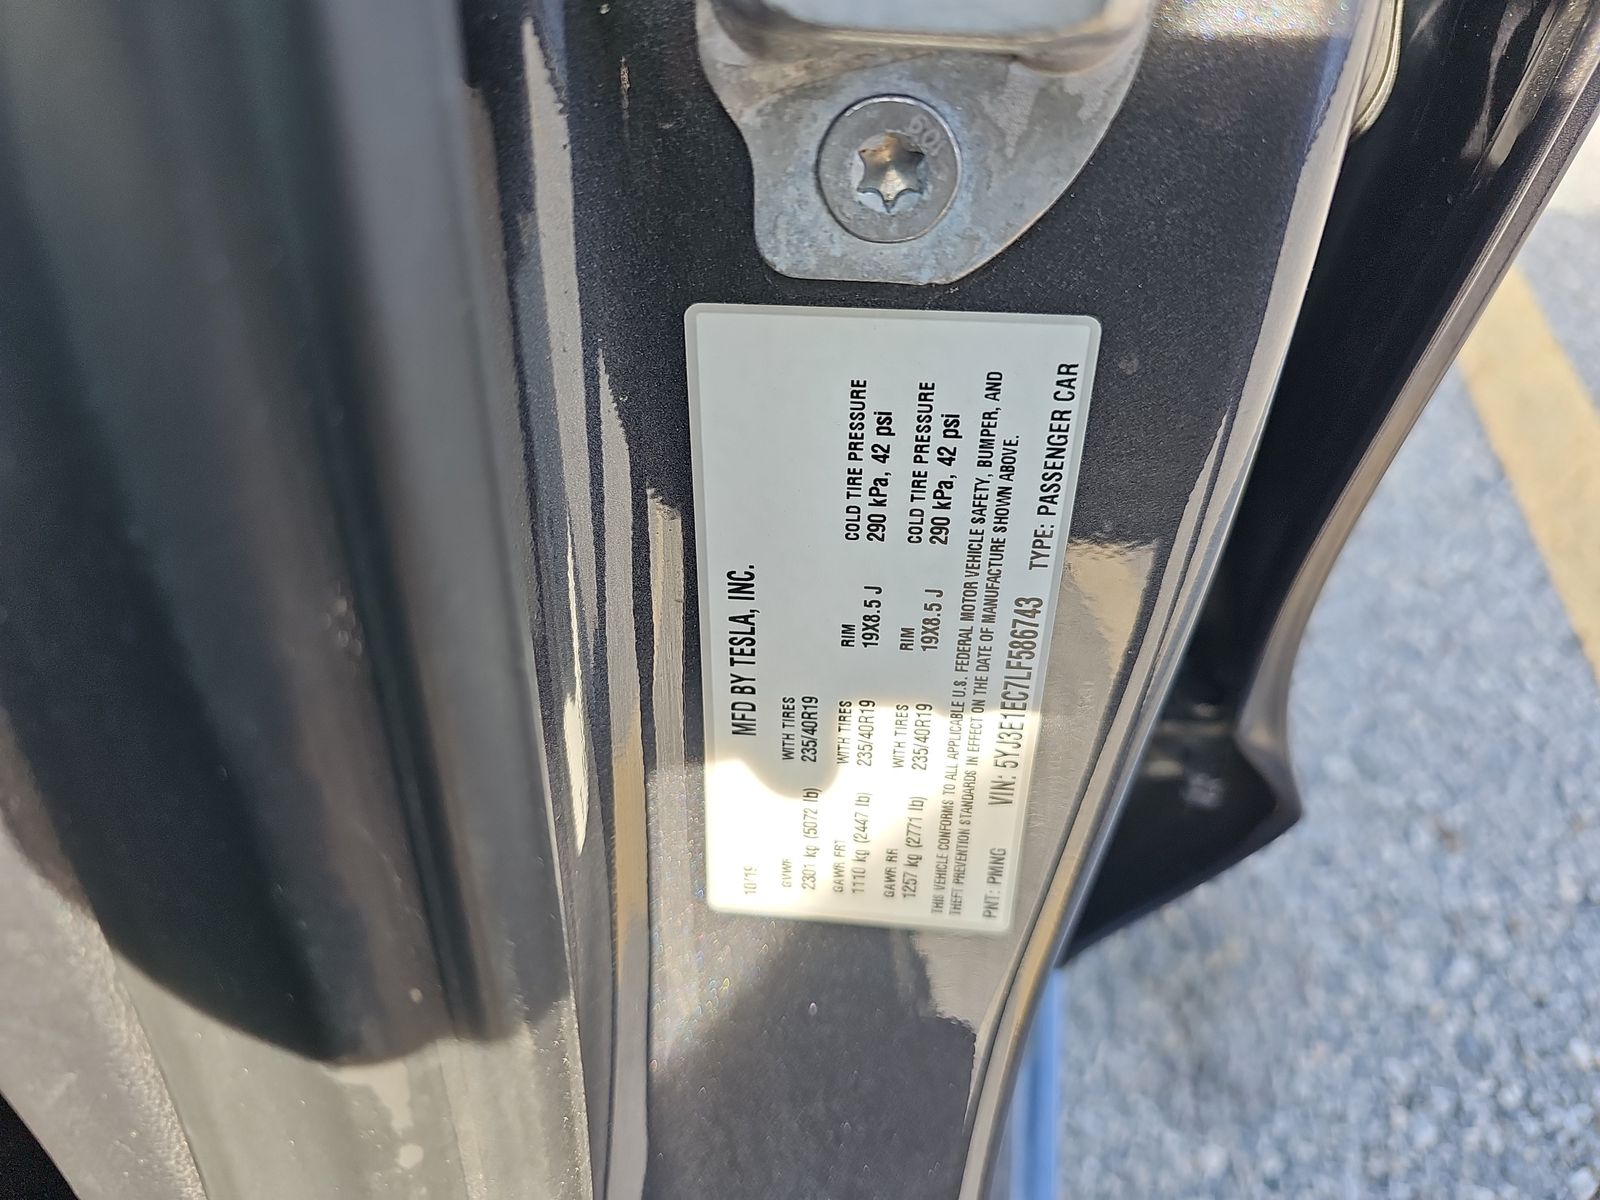 MFD BY TESLA, INC.
10/19
GVWR WITH TIRES
2301 kg (5072 lb) 235/40R19
GAWR FRT WITH TIRES RIM COLD TIRE PRESSURE
1110 kg (2447 lb) 235/40R19 19X8.5 J 290 kPa, 42 psi
GAWR RR WITH TIRES RIM COLD TIRE PRESSURE
1257 kg (2771 lb) 235/40R19 19X8.5 J 290 kPa, 42 psi
THIS VEHICLE CONFORMS TO ALL APPLICABLE U.S. FEDERAL MOTOR VEHICLE SAFETY, BUMPER, AND
THEFT PREVENTION STANDARDS IN EFFECT ON THE DATE OF MANUFACTURE SHOWN ABOVE.
PNT: PMNG VIN: 5YJ3E1EC7LF586743 TYPE: PASSENGER CAR